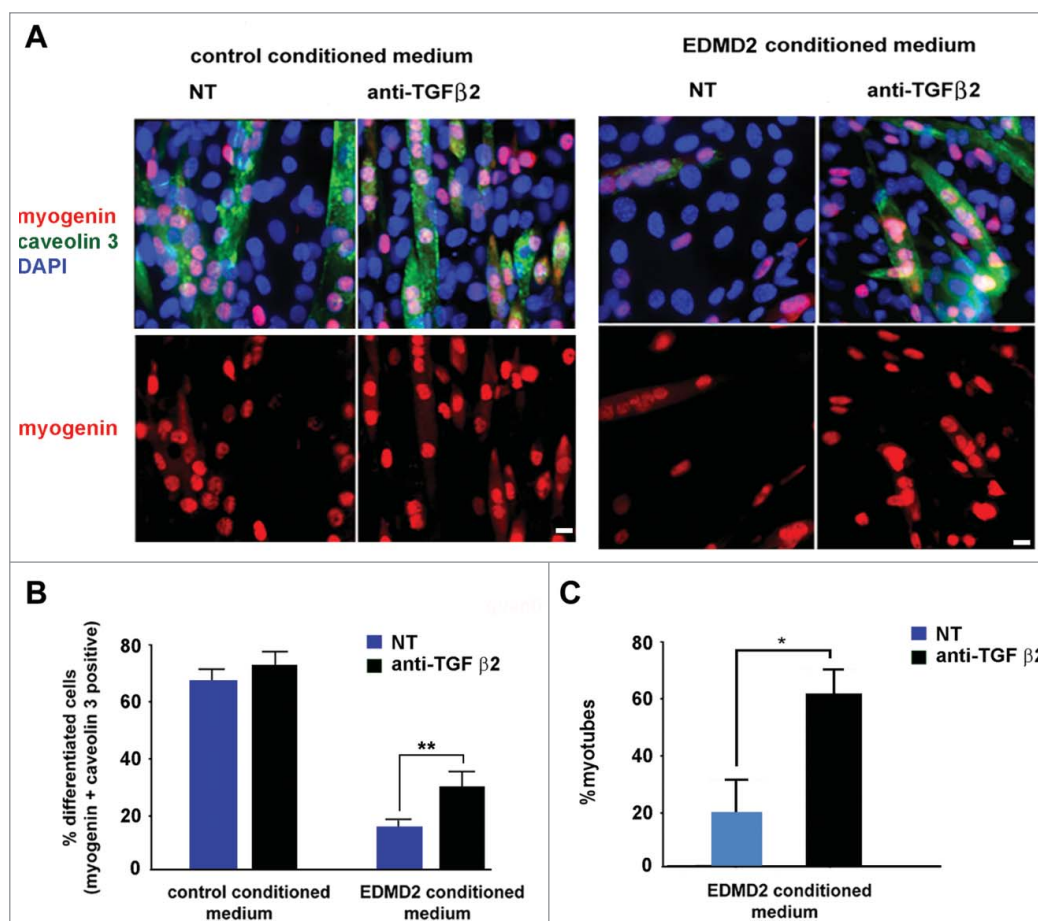 A
control conditioned medium
NT
anti-TGFβ2
EDMD2 conditioned medium
NT
anti-TGFβ2
myogenin
caveolin 3
DAPI
myogenin
B
% differentiated cells
(myogenin + caveolin 3 positive)
80
60
40
20
0
**
NT
anti-TGF β2
control conditioned
medium
EDMD2 conditioned
medium
C
%myotubes
80
60
40
20
0
*
NT
anti-TGF β2
EDMD2 conditioned
medium